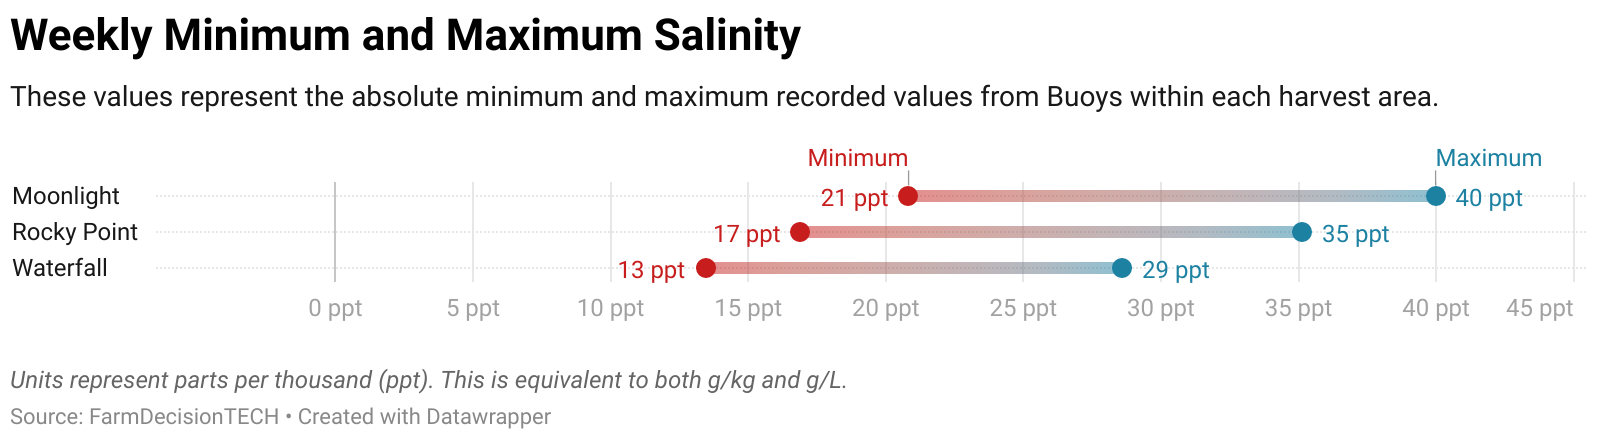 Weekly Minimum and Maximum Salinity
These values represent the absolute minimum and maximum recorded values from Buoys within each harvest area.
Minimum Maximum
Moonlight 21 ppt 40 ppt
Rocky Point 17 ppt 35 ppt
Waterfall 13 ppt 29 ppt
0 ppt 5 ppt 10 ppt 15 ppt 20 ppt 25 ppt 30 ppt 35 ppt 40 ppt 45 ppt
Units represent parts per thousand (ppt). This is equivalent to both g/kg and g/L.
Source: FarmDecisionTECH • Created with Datawrapper